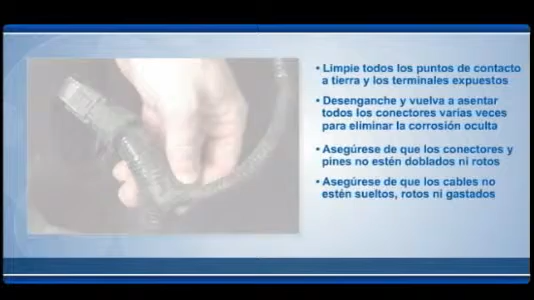 • Limpie todos los puntos de contacto
a tierra y los terminales expuestos
• Desenganche y vuelva a asentar
todos los conectores varias veces
para eliminar la corrosión oculta
• Asegúrese de que los conectores y
pines no estén doblados ni rotos
• Asegúrese de que los cables no
estén sueltos, rotos ni gastados